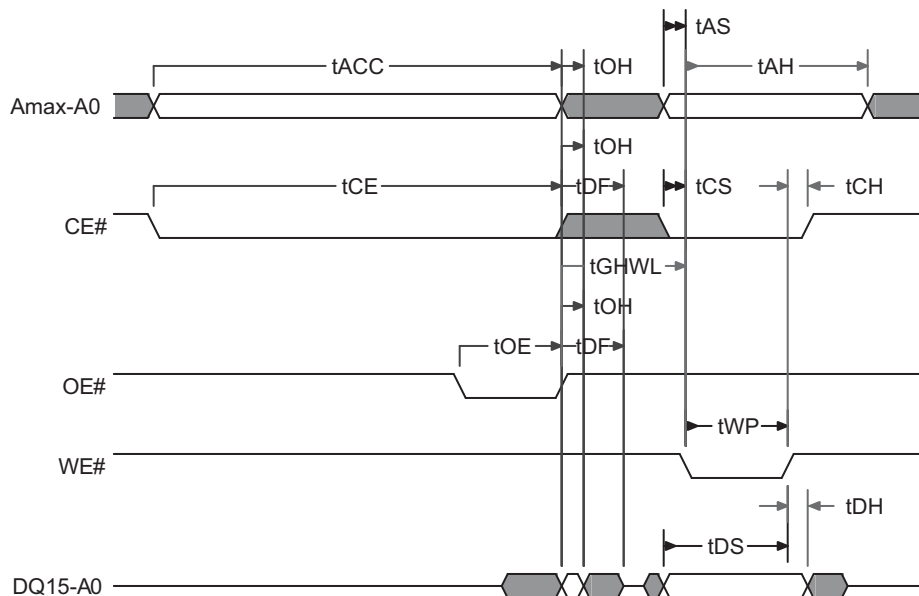 tAS
tACC tOH tAH
Amax-A0
tOH
tCE tDF tCS tCH
CE#
tGHWL
tOH
tOE tDF
OE#
tWP
WE#
tDH
tDS
DQ15-A0